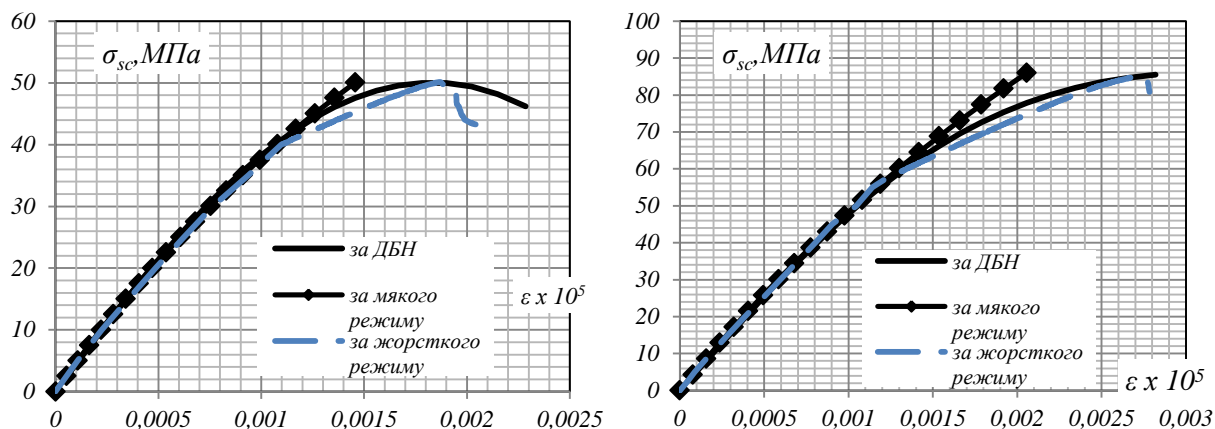 60
50
40
30
20
10
0
σsc,МПа
за ДБН
за мякого
режиму
за жорсткого
режиму
ε x 10⁵
0 0,0005 0,001 0,0015 0,002 0,0025
100
90
80
70
60
50
40
30
20
10
0
σsc,МПа
за ДБН
за мякого
режиму
за жорсткого
режиму
ε x 10⁵
0 0,0005 0,001 0,0015 0,002 0,0025 0,003